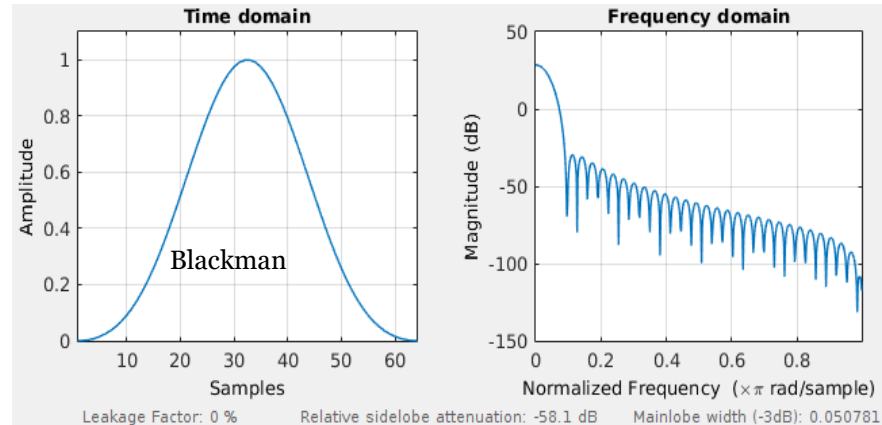 Time domain
Amplitude
1
0.8
0.6
0.4
0.2
0
Blackman
10 20 30 40 50 60
Samples
Frequency domain
Magnitude (dB)
50
0
-50
-100
-150
0 0.2 0.4 0.6 0.8
Normalized Frequency (×π rad/sample)
Leakage Factor: 0 % Relative sidelobe attenuation: -58.1 dB Mainlobe width (-3dB): 0.050781